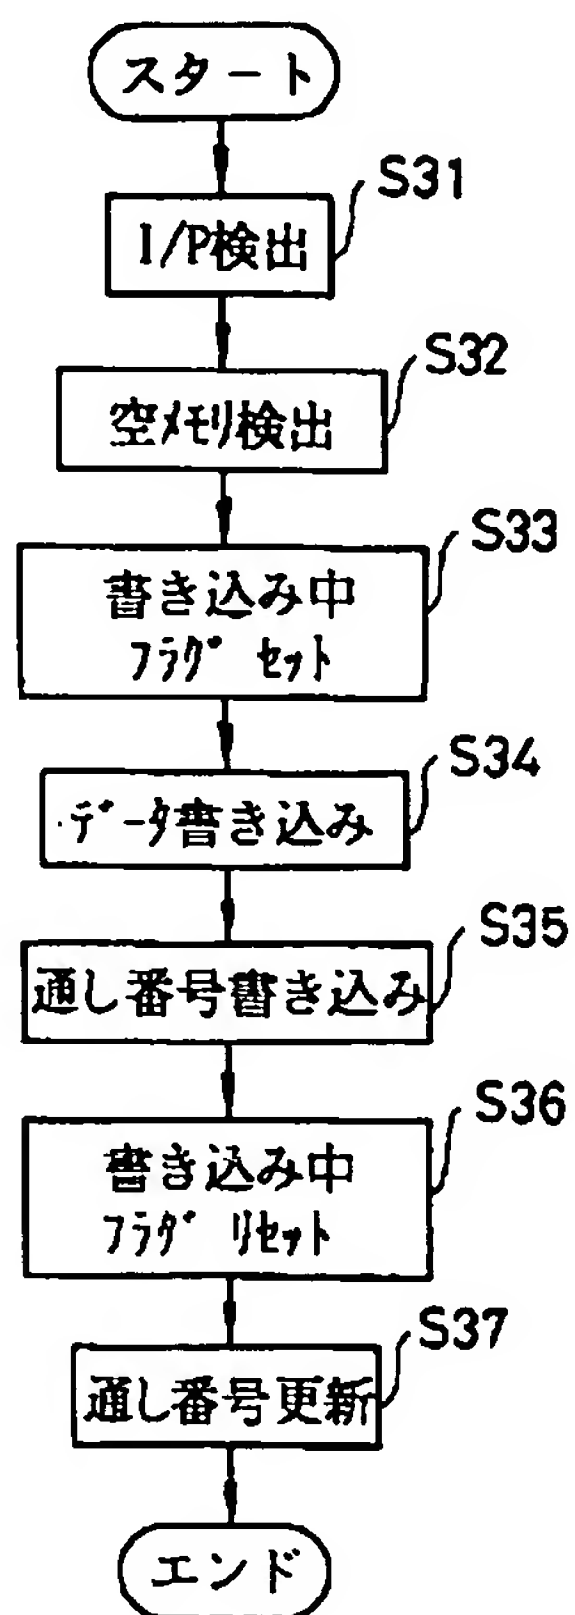 スタート
S31
I/P検出
S32
空メモリ検出
S33
書き込み中
フラグ セット
S34
データ書き込み
S35
通し番号書き込み
S36
書き込み中
フラグ リセット
S37
通し番号更新
エンド